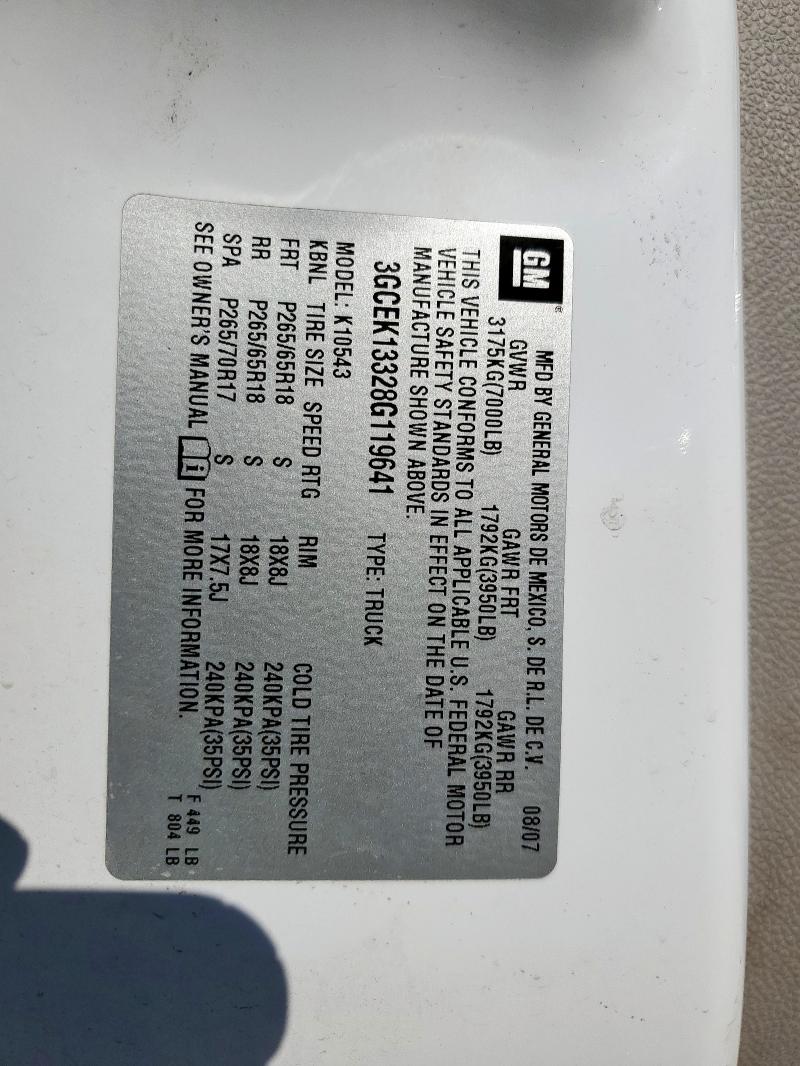 GM
MFD BY GENERAL MOTORS DE MEXICO, S. DE R.L. DE C.V. 08/07
GVWR GAWR FRT GAWR RR
3175KG(7000LB) 1792KG(3950LB) 1792KG(3950LB)
THIS VEHICLE CONFORMS TO ALL APPLICABLE U.S. FEDERAL MOTOR
VEHICLE SAFETY STANDARDS IN EFFECT ON THE DATE OF
MANUFACTURE SHOWN ABOVE.
3GCEK13328G119641 TYPE: TRUCK
MODEL: K10543
KBNL TIRE SIZE SPEED RTG RIM COLD TIRE PRESSURE
FRT P265/65R18 S 18X8J 240KPA(35PSI)
RR P265/65R18 S 18X8J 240KPA(35PSI)
SPA P265/70R17 S 17X7.5J 240KPA(35PSI)
SEE OWNER'S MANUAL i FOR MORE INFORMATION.
F 449 LB
T 804 LB